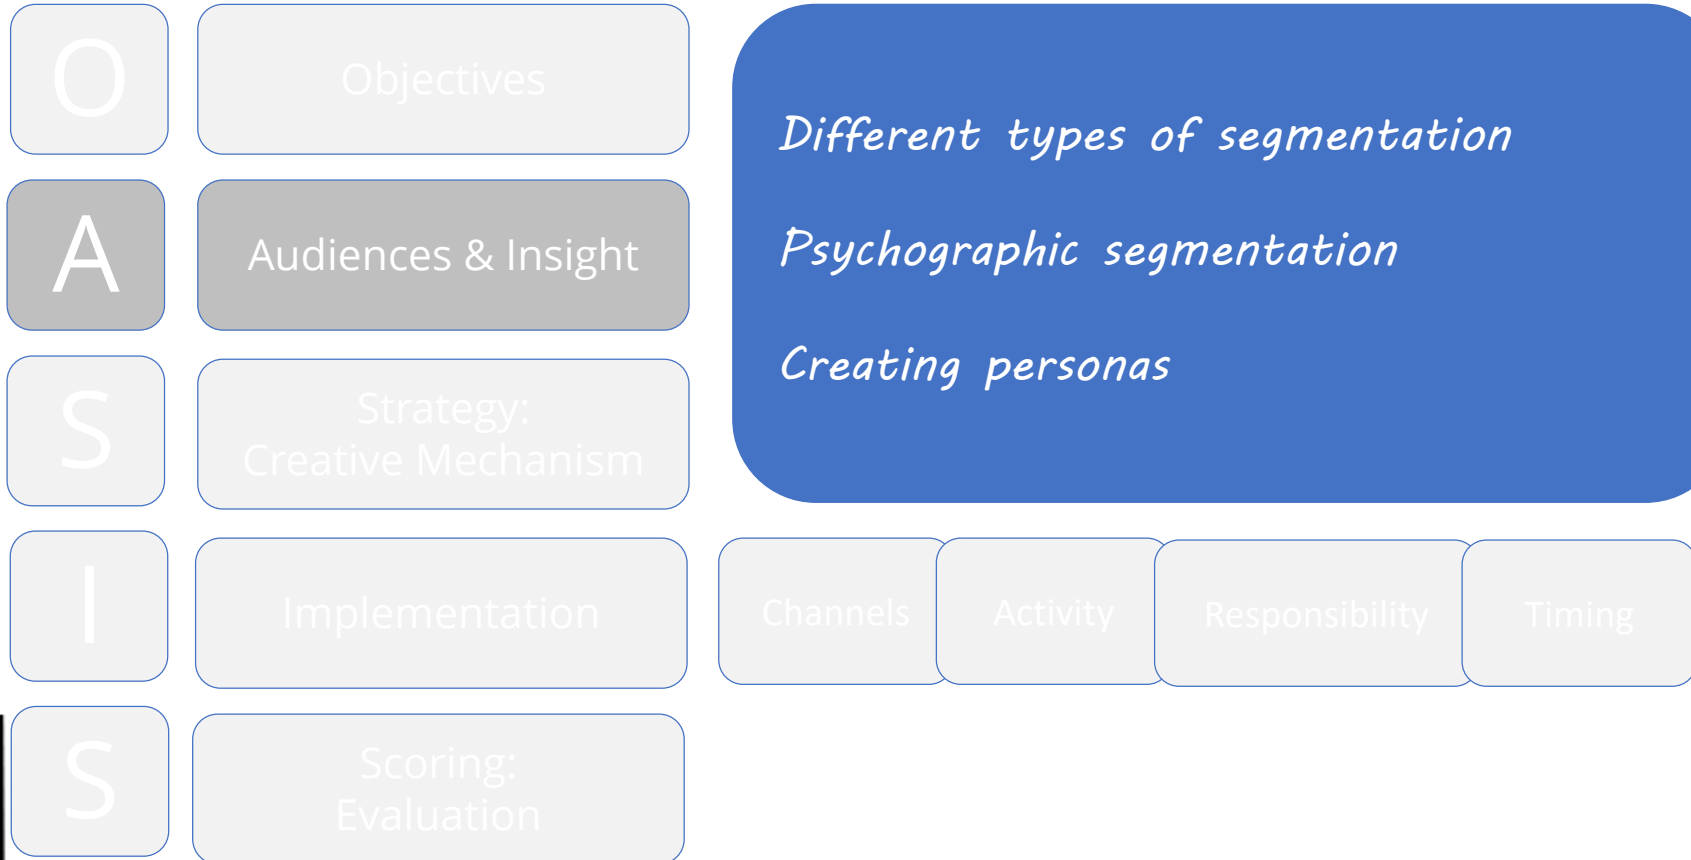 O
Objectives
A
Audiences & Insight
Different types of segmentation
Psychographic segmentation
Creating personas
S
Strategy:
Creative Mechanism
I
Implementation
Channels
Activity
Responsibility
Timing
S
Scoring:
Evaluation